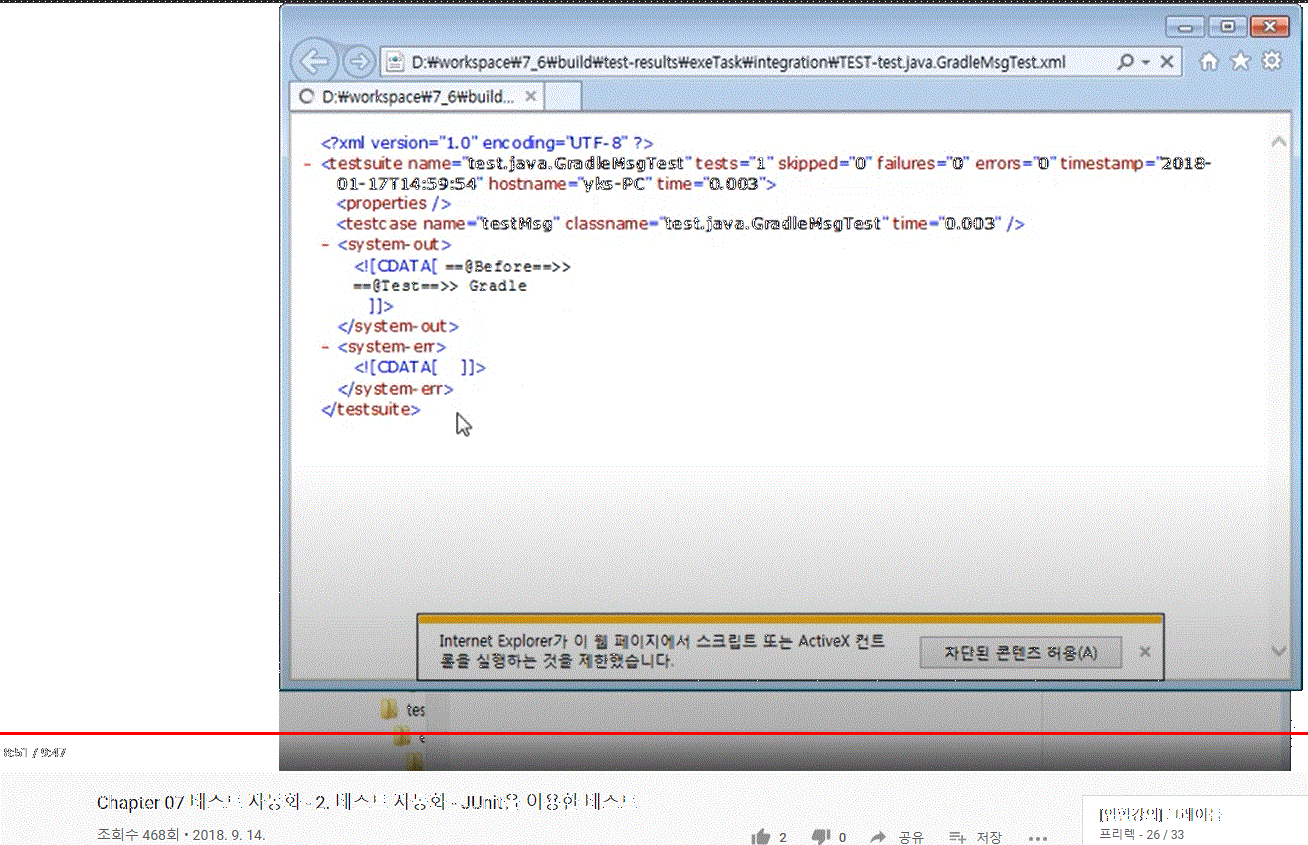 D:₩workspace₩7_6₩build₩test-results₩exeTask₩integration₩TEST-test.java.GradleMsgTest.xml
D:₩workspace₩7_6₩build...
<?xml version="1.0" encoding="UTF-8" ?>
- <testsuite name="test.java.GradleMsgTest" tests="1" skipped="0" failures="0" errors="0" timestamp="2018-
01-17T14:59:54" hostname="yks-PC" time="0.003">
<properties />
<testcase name="testMsg" classname="test.java.GradleMsgTest" time="0.003" />
- <system-out>
<![CDATA[ ==@Before==>>
==@Test==>> Gradle
]]>
</system-out>
- <system-err>
<![CDATA[ ]]>
</system-err>
</testsuite>
Internet Explorer가 이 웹 페이지에서 스크립트 또는 ActiveX 컨트
롤을 실행하는 것을 제한했습니다.
차단된 콘텐츠 허용(A)
tes
8:51 / 9:47
Chapter 07 테스트 자동화 - 2. 테스트 자동화 - JUnit을 이용한 테스트
조회수 468회 • 2018. 9. 14.
2
0
공유
저장
프리렉 - 26 / 33